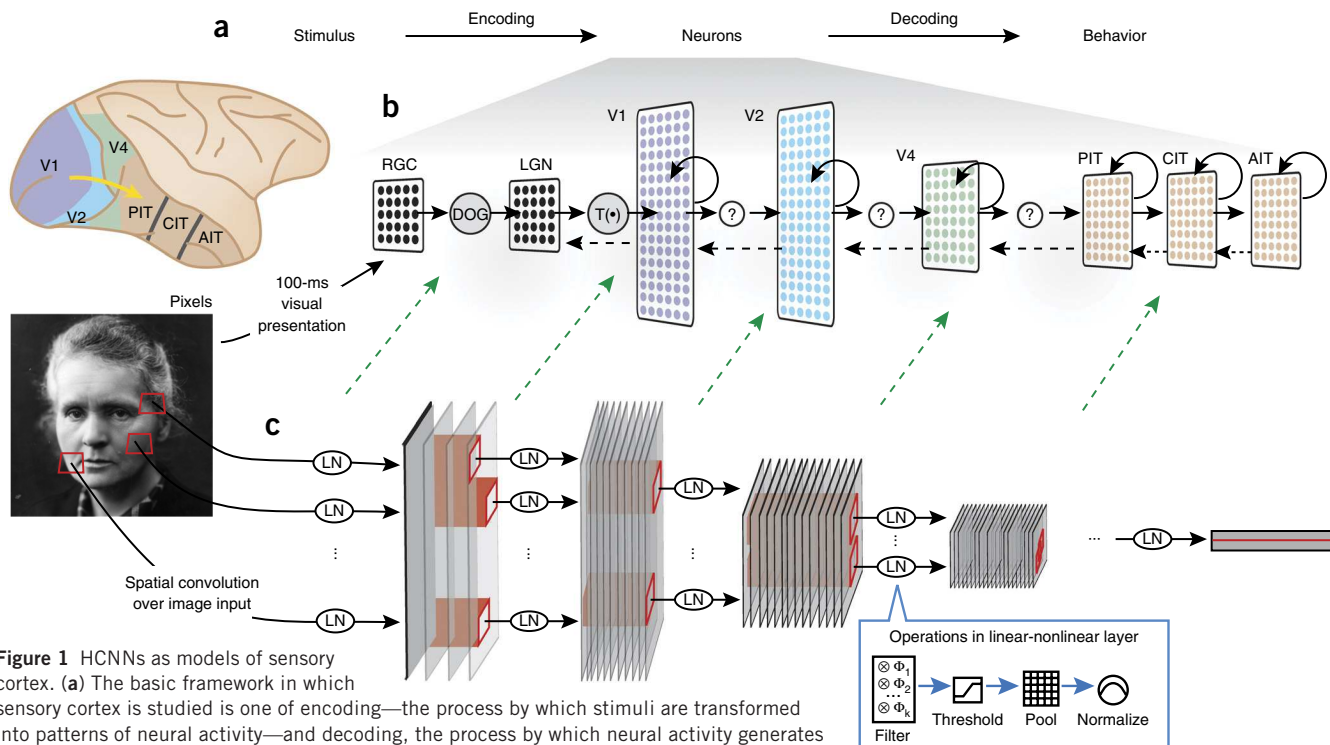 a
Stimulus
Encoding
Neurons
Decoding
Behavior
b
V1
V2
V4
RGC
DOG
LGN
T(•)
?
?
?
PIT
CIT
AIT
V1
V2
V4
PIT
CIT
AIT
100-ms
visual
presentation
Pixels
c
LN
LN
...
LN
LN
LN
...
LN
LN
...
LN
LN
...
LN
...
LN
Spatial convolution
over image input
Operations in linear-nonlinear layer
⊗ Φ1
⊗ Φ2
...
⊗ Φk
Filter
Threshold
Pool
Normalize
Figure 1 HCNNs as models of sensory
cortex. (a) The basic framework in which
sensory cortex is studied is one of encoding—the process by which stimuli are transformed
into patterns of neural activity—and decoding, the process by which neural activity generates